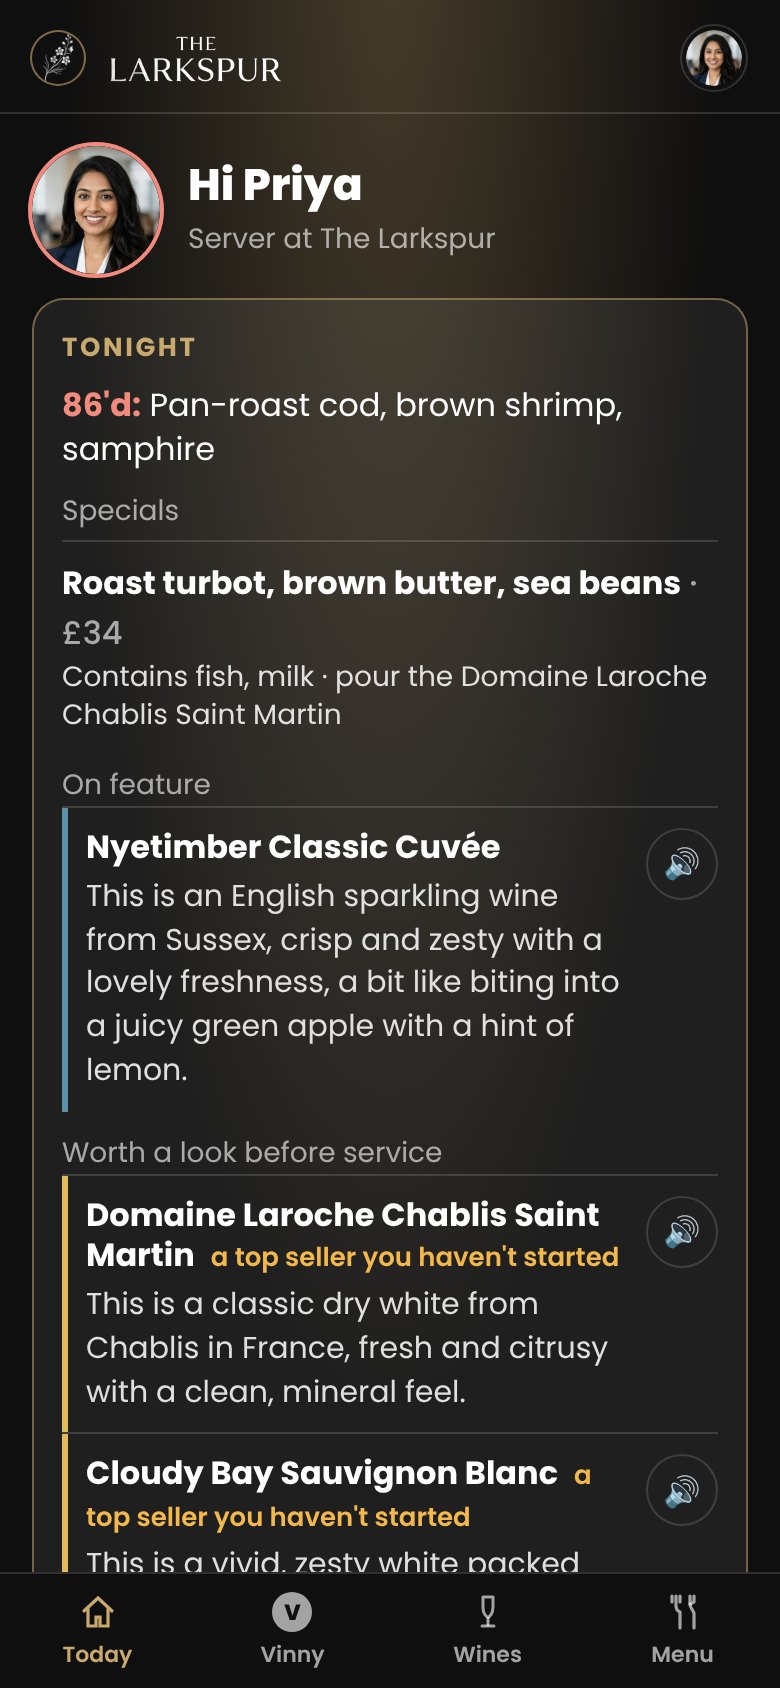 THE
LARKSPUR
Hi Priya
Server at The Larkspur
TONIGHT
86'd: Pan-roast cod, brown shrimp,
samphire
Specials
Roast turbot, brown butter, sea beans ·
£34
Contains fish, milk · pour the Domaine Laroche
Chablis Saint Martin
On feature
Nyetimber Classic Cuvée
This is an English sparkling wine
from Sussex, crisp and zesty with a
lovely freshness, a bit like biting into
a juicy green apple with a hint of
lemon.
Worth a look before service
Domaine Laroche Chablis Saint
Martin a top seller you haven't started
This is a classic dry white from
Chablis in France, fresh and citrusy
with a clean, mineral feel.
Cloudy Bay Sauvignon Blanc a
top seller you haven't started
This is a vivid, zesty white packed
V
Today
Vinny
Wines
Menu